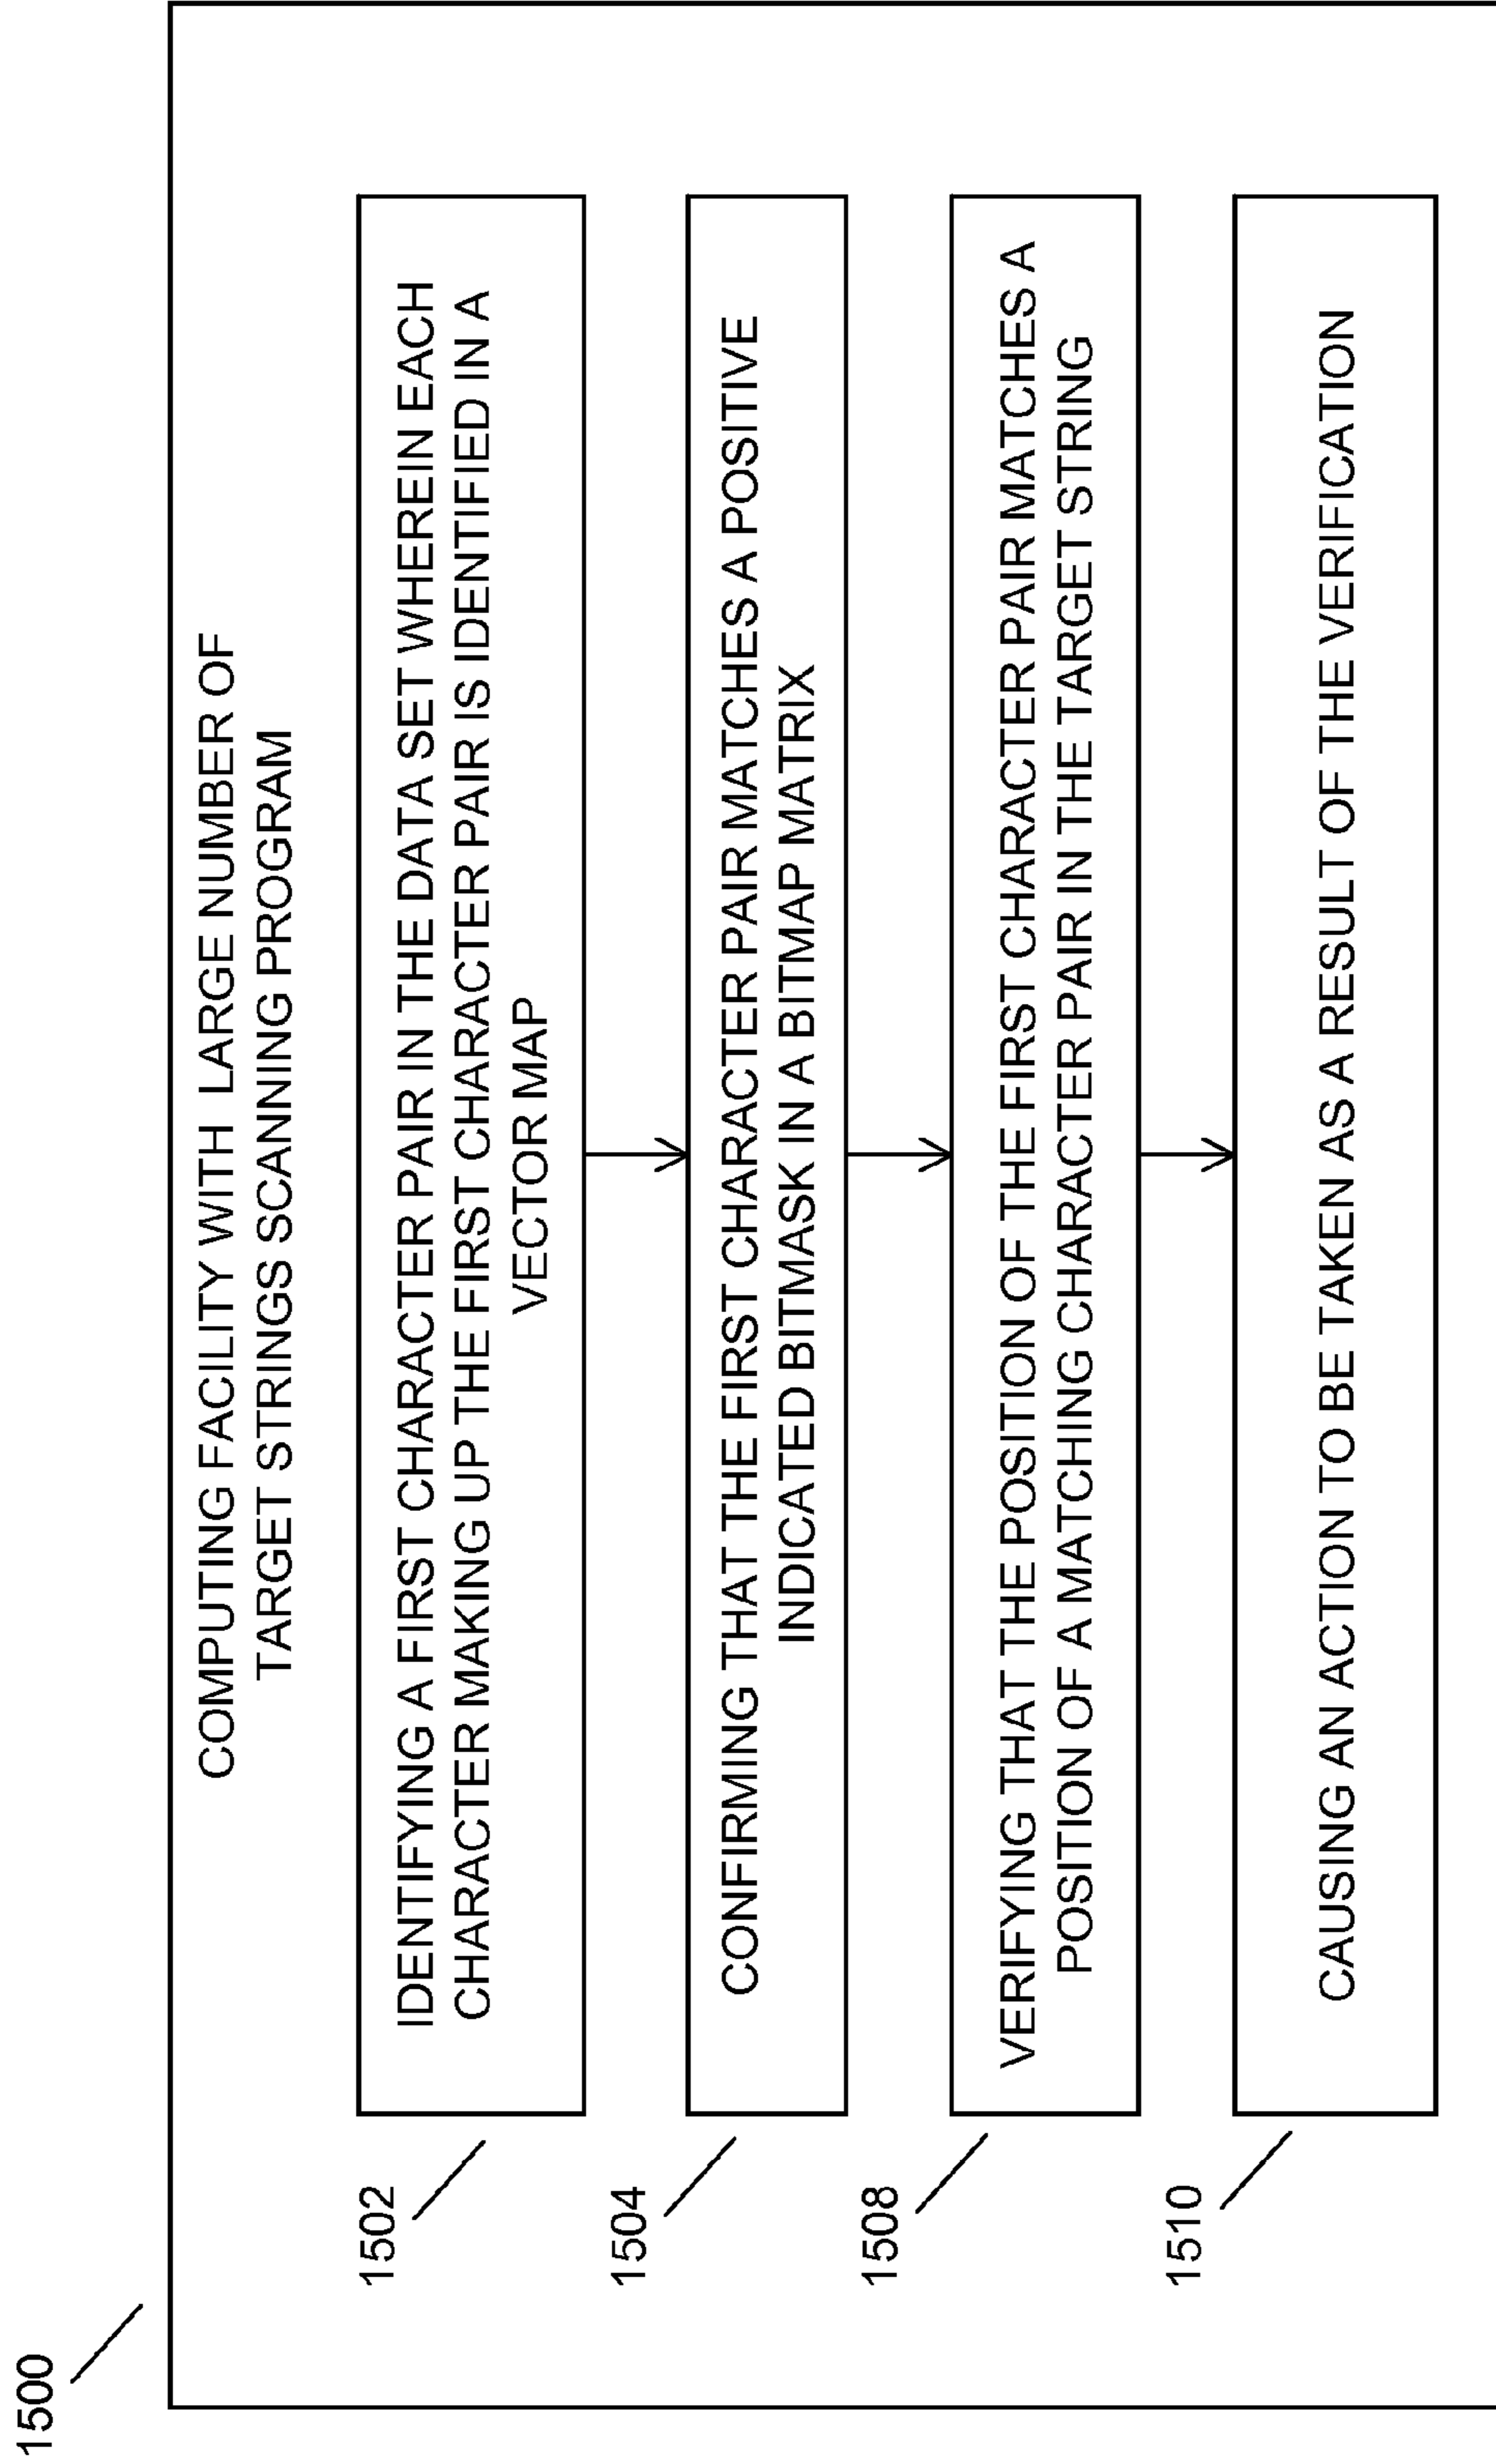 1500
COMPUTING FACILITY WITH LARGE NUMBER OF
TARGET STRINGS SCANNING PROGRAM
1502
IDENTIFYING A FIRST CHARACTER PAIR IN THE DATA SET WHEREIN EACH
CHARACTER MAKING UP THE FIRST CHARACTER PAIR IS IDENTIFIED IN A
VECTOR MAP
1504
CONFIRMING THAT THE FIRST CHARACTER PAIR MATCHES A POSITIVE
INDICATED BITMASK IN A BITMAP MATRIX
1508
VERIFYING THAT THE POSITION OF THE FIRST CHARACTER PAIR MATCHES A
POSITION OF A MATCHING CHARACTER PAIR IN THE TARGET STRING
1510
CAUSING AN ACTION TO BE TAKEN AS A RESULT OF THE VERIFICATION